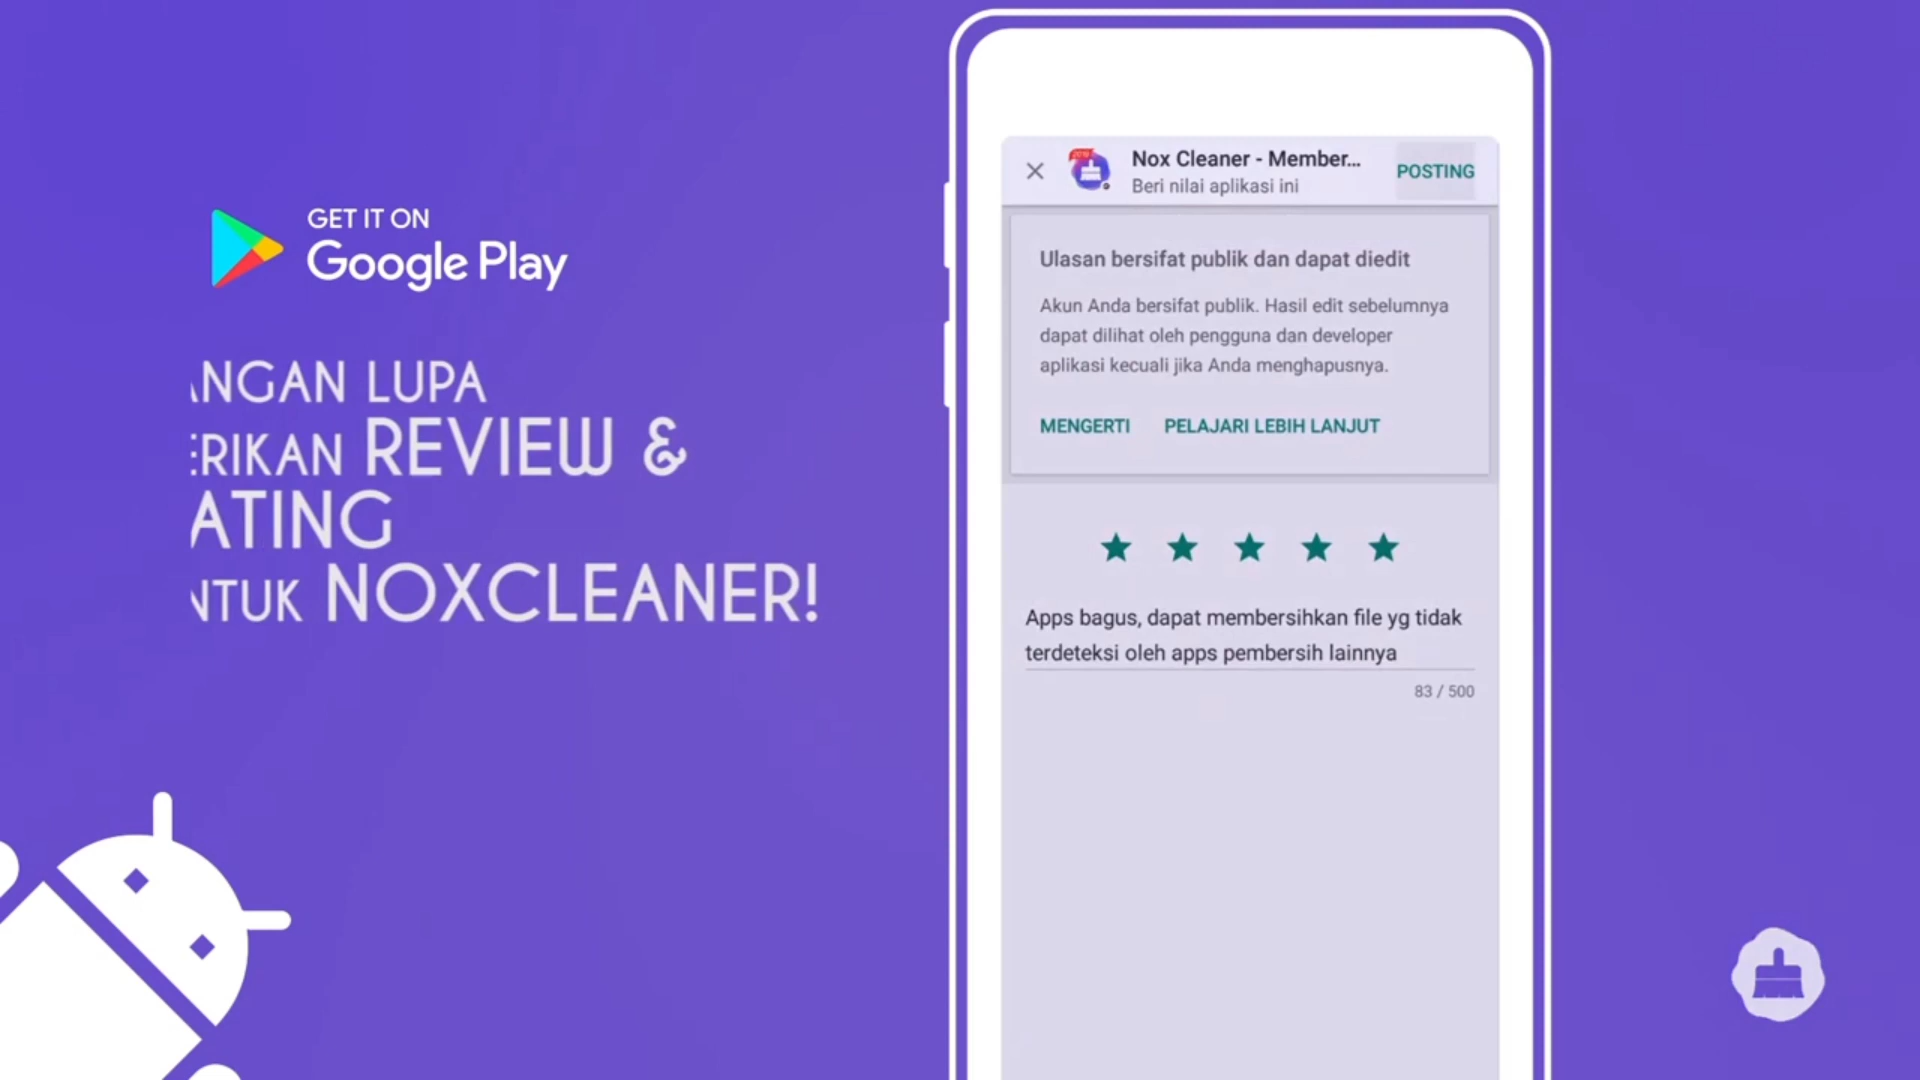 GET IT ON
Google Play
ANGAN LUPA
ERIKAN REVIEW &
ATING
NTUK NOXCLEANER!
2019
Nox Cleaner - Member...
Beri nilai aplikasi ini
POSTING
Ulasan bersifat publik dan dapat diedit
Akun Anda bersifat publik. Hasil edit sebelumnya
dapat dilihat oleh pengguna dan developer
aplikasi kecuali jika Anda menghapusnya.
MENGERTI PELAJARI LEBIH LANJUT
Apps bagus, dapat membersihkan file yg tidak
terdeteksi oleh apps pembersih lainnya
83 / 500